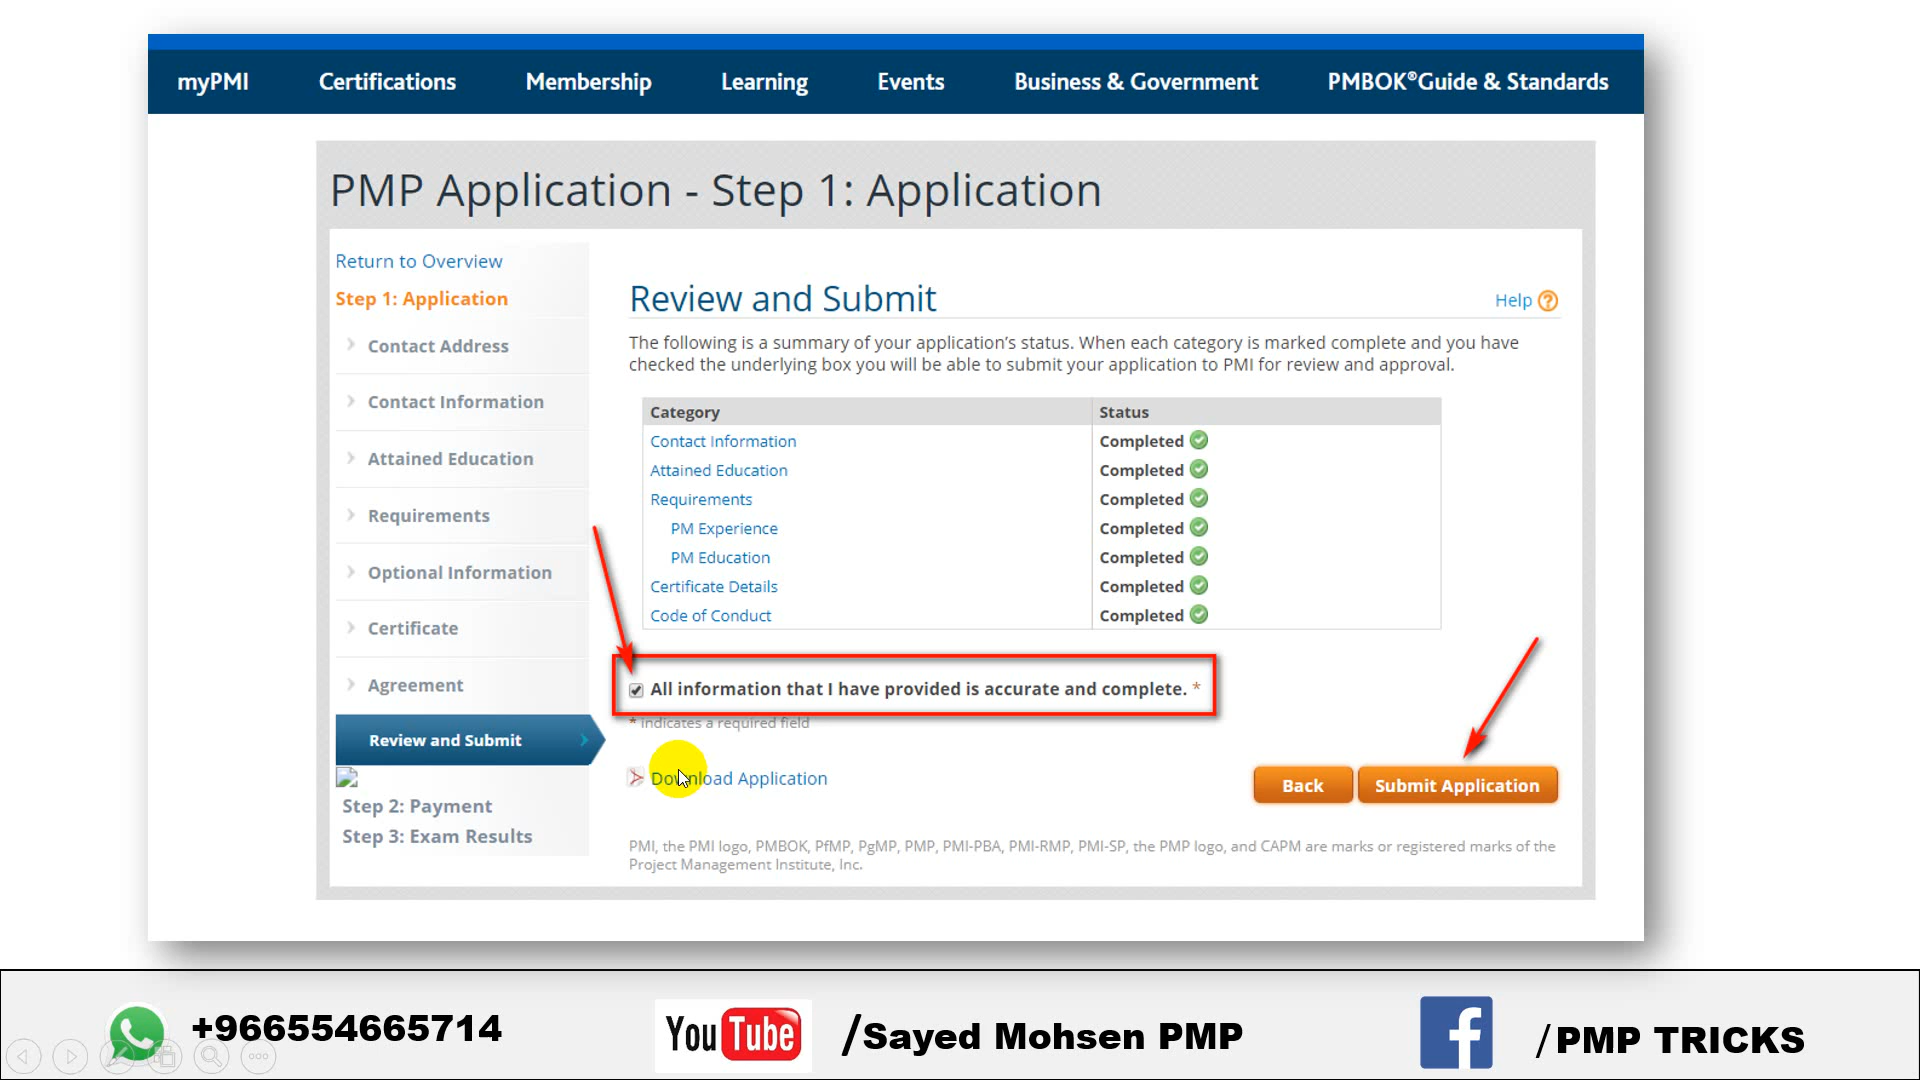 myPMI Certifications Membership Learning Events Business & Government PMBOK®Guide & Standards
PMP Application - Step 1: Application
Return to Overview
Step 1: Application
Contact Address
Contact Information
Attained Education
Requirements
Optional Information
Certificate
Agreement
Review and Submit
Step 2: Payment
Step 3: Exam Results
Review and Submit
Help ?
The following is a summary of your application's status. When each category is marked complete and you have
checked the underlying box you will be able to submit your application to PMI for review and approval.
Category Status
Contact Information Completed
Attained Education Completed
Requirements Completed
PM Experience Completed
PM Education Completed
Certificate Details Completed
Code of Conduct Completed
All information that I have provided is accurate and complete. *
* indicates a required field
Download Application
Back Submit Application
PMI, the PMI logo, PMBOK, PfMP, PgMP, PMP, PMI-PBA, PMI-RMP, PMI-SP, the PMP logo, and CAPM are marks or registered marks of the
Project Management Institute, Inc.
+966554665714 YouTube /Sayed Mohsen PMP f /PMP TRICKS